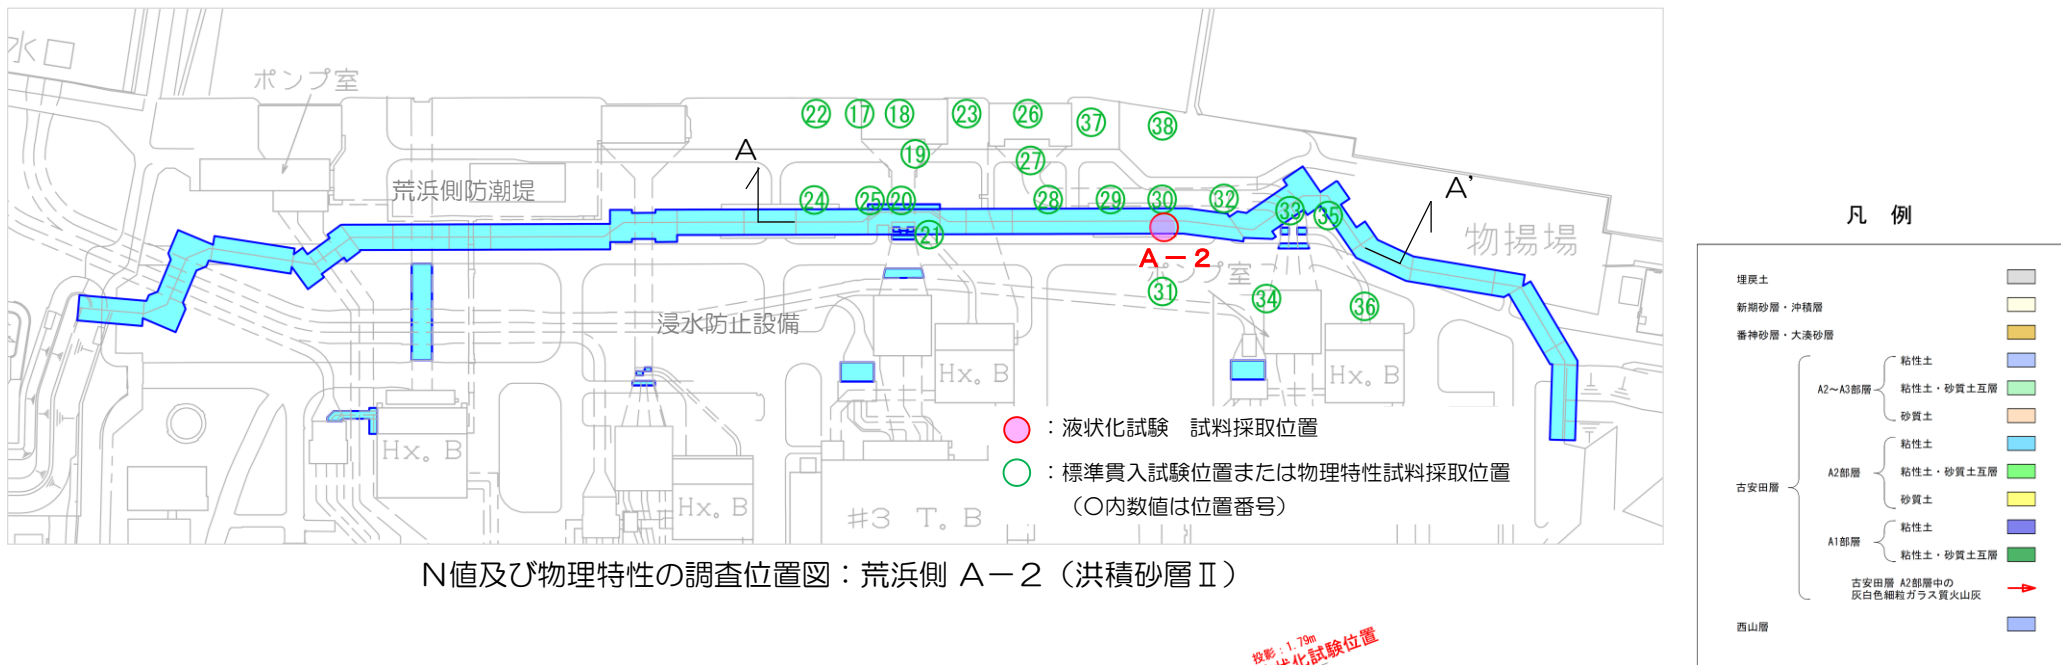 水
ポンプ室
荒浜側防潮堤
A
A'
22
17
18
23
26
37
38
19
27
24
25
20
28
29
30
32
33
35
21
A-2
ポンプ室
31
34
36
物揚場
浸水防止設備
Hx. B
Hx. B
Hx. B
Hx. B
#3 T. B
：液状化試験 試料採取位置
：標準貫入試験位置または物理特性試料採取位置
（〇内数値は位置番号）
N値及び物理特性の調査位置図：荒浜側 A-2（洪積砂層Ⅱ）
投影：1.79m
状化試験位置
凡 例
埋戻土
新期砂層・沖積層
番神砂層・大湊砂層
古安田層
A2～A3部層
粘性土
粘性土・砂質土互層
砂質土
A2部層
粘性土
粘性土・砂質土互層
砂質土
A1部層
粘性土
粘性土・砂質土互層
古安田層 A2部層中の
灰白色細粒ガラス質火山灰
西山層